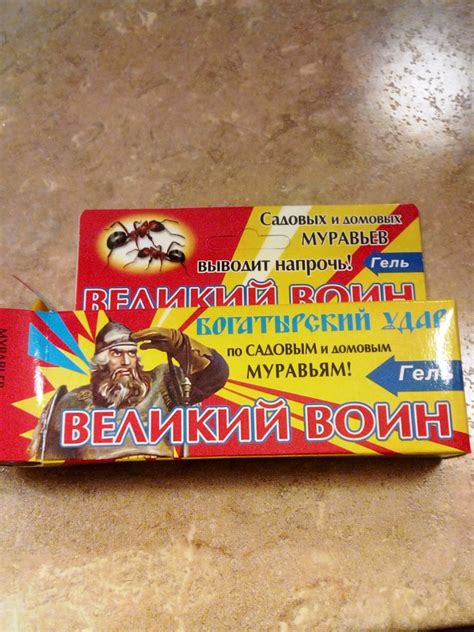 Садовых и домовых
МУРАВЬЕВ
ВЫВОДИТ НАПРОЧЬ!
Гель
ВЕЛИКИЙ ВОИН
БОГАТЫРСКИЙ УДАР
по САДОВЫМ и домовым
МУРАВЬЯМ!
Гель
ВЕЛИКИЙ ВОИН